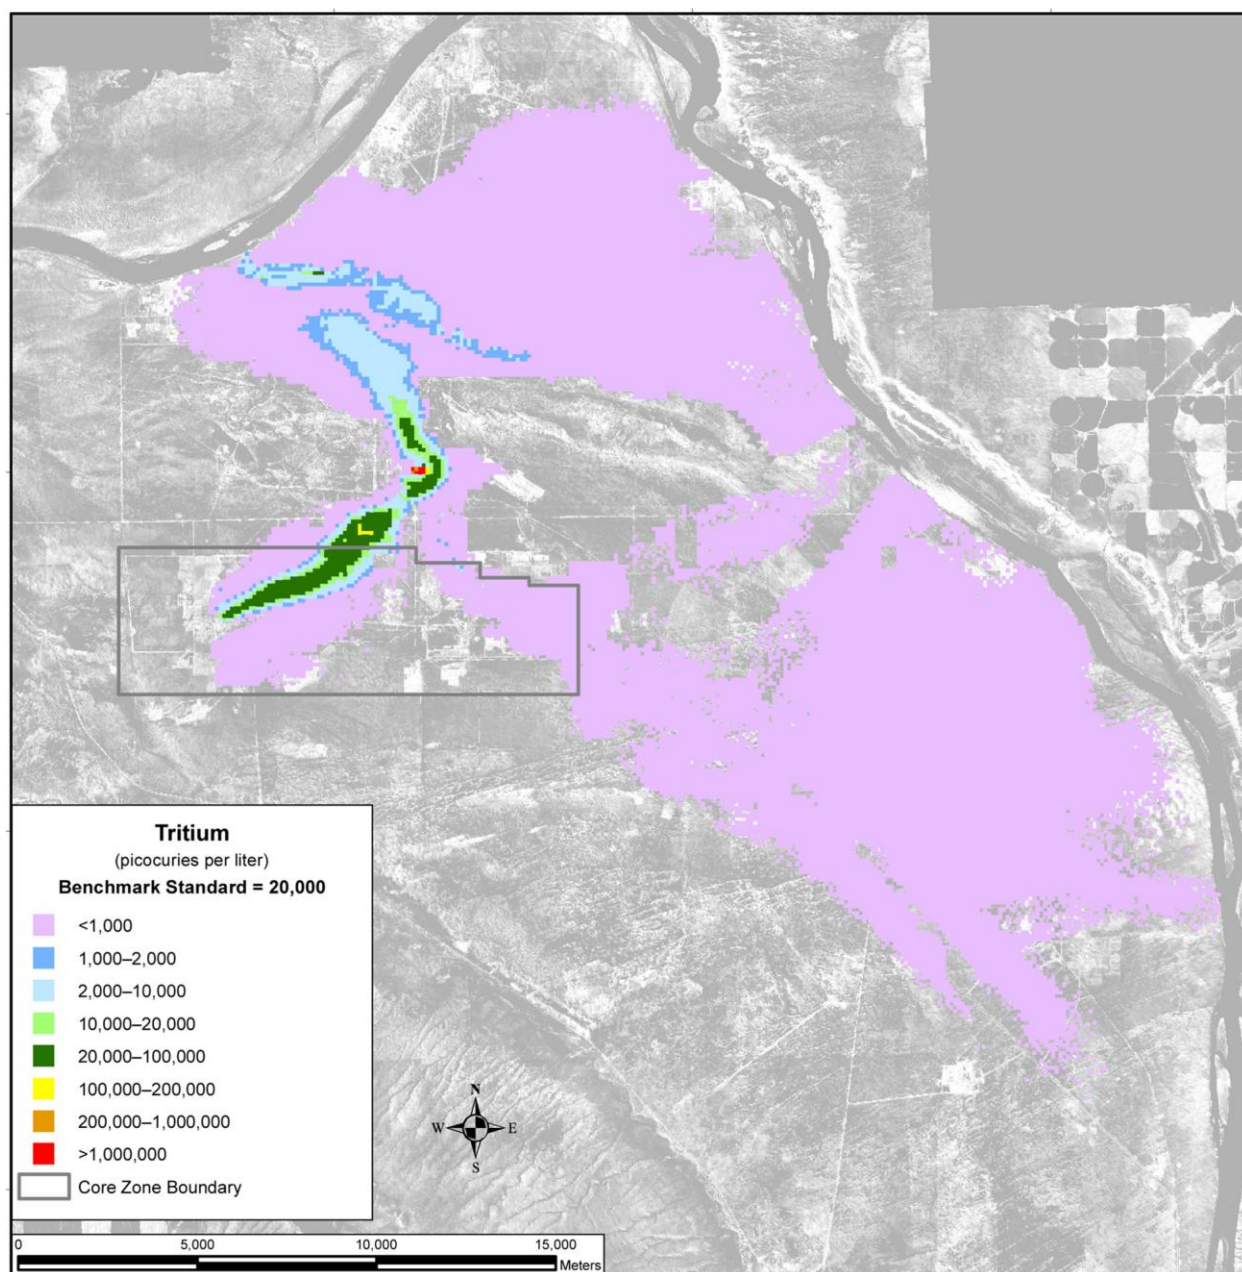 Tritium
(picocuries per liter)
Benchmark Standard = 20,000
<1,000
1,000–2,000
2,000–10,000
10,000–20,000
20,000–100,000
100,000–200,000
200,000–1,000,000
>1,000,000
Core Zone Boundary
N
W E
S
0 5,000 10,000 15,000
Meters